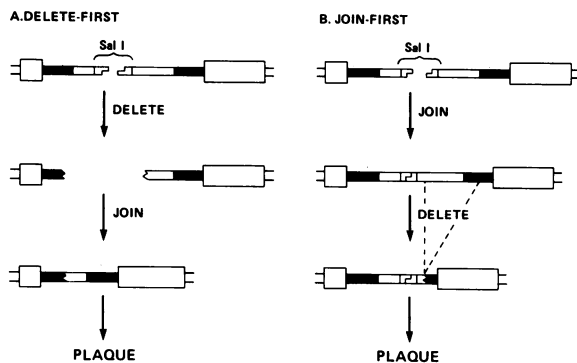 A.DELETE-FIRST
Sal I
DELETE
JOIN
PLAQUE
B. JOIN-FIRST
Sal I
JOIN
DELETE
PLAQUE